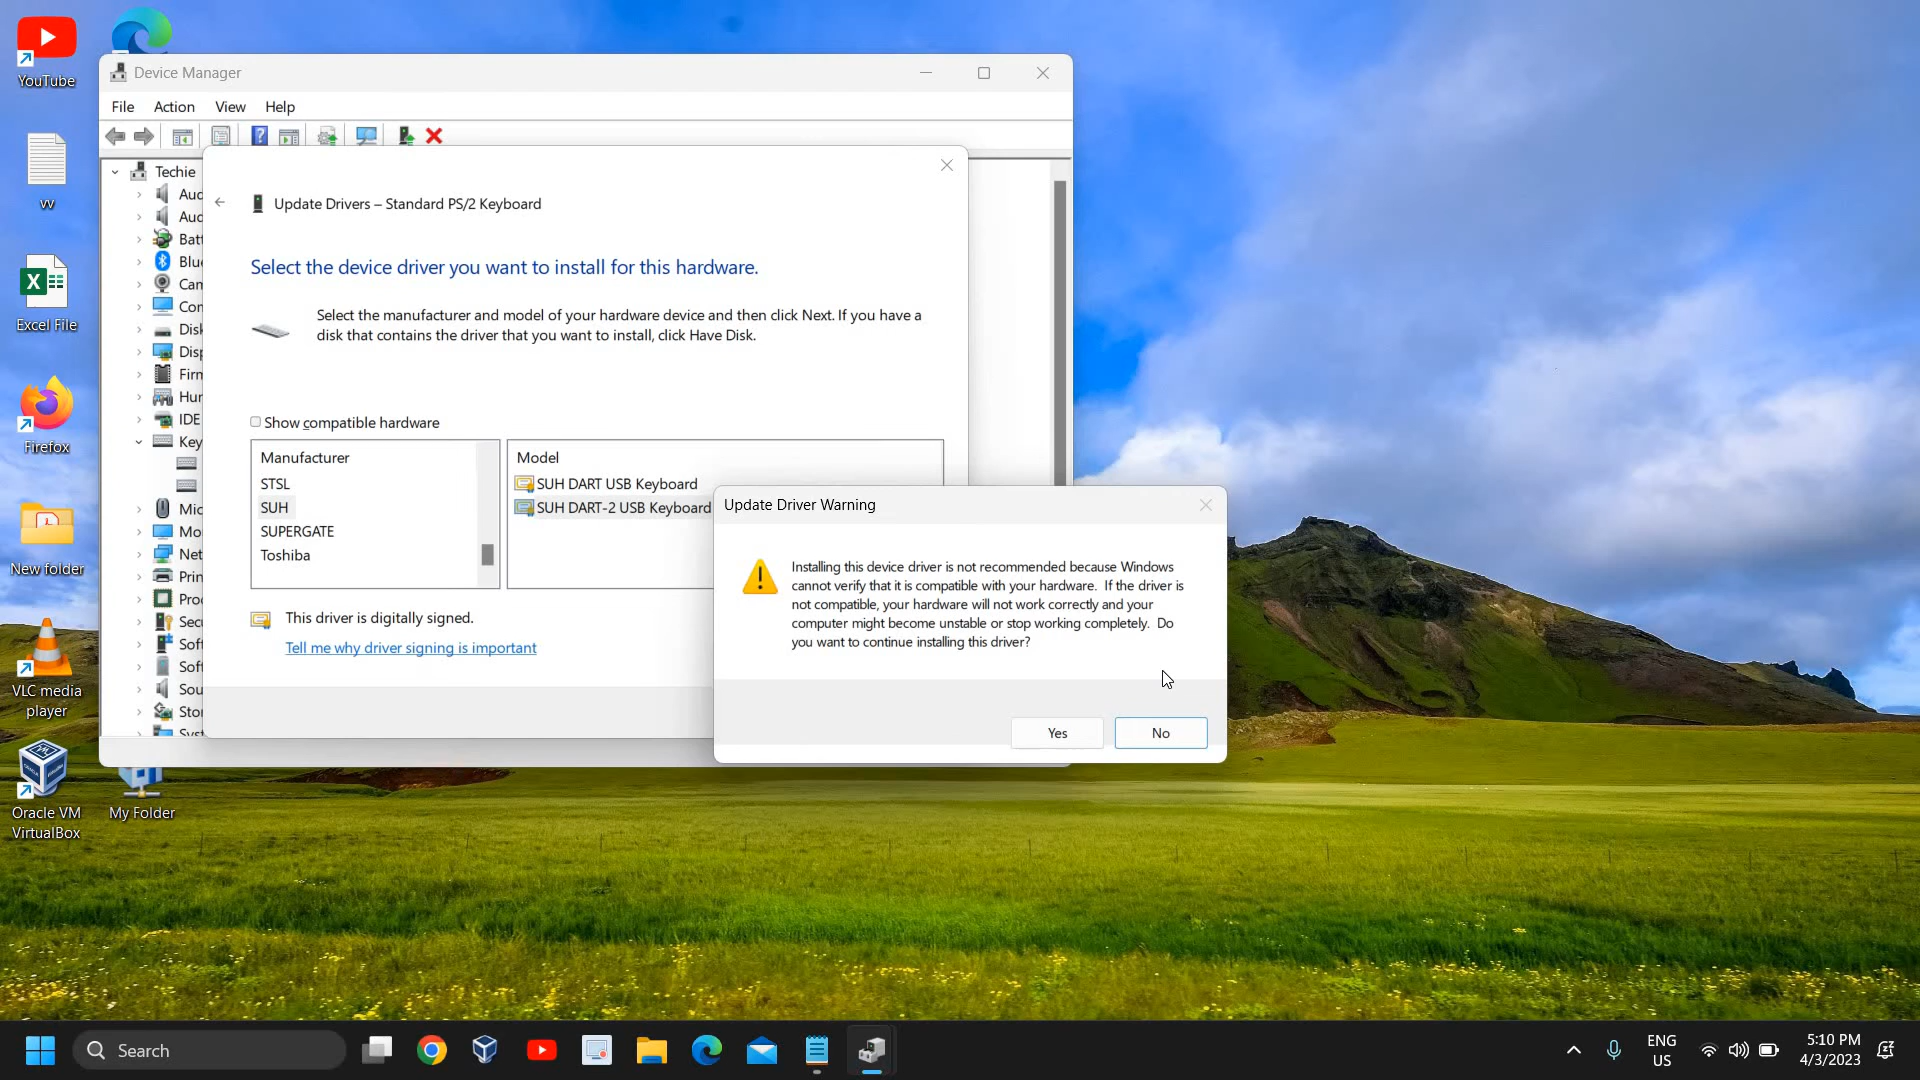 YouTube
vv
Excel File
Firefox
New folder
VLC media
player
Oracle VM
VirtualBox
My Folder
Device Manager
File Action View Help
Techie
Aud
Aud
Batt
Blue
Cam
Com
Disk
Disp
Firm
Hum
IDE
Key
Mic
Mo
Net
Prin
Proc
Secu
Soft
Soft
Sou
Stor
Syst
Update Drivers – Standard PS/2 Keyboard
Select the device driver you want to install for this hardware.
Select the manufacturer and model of your hardware device and then click Next. If you have a
disk that contains the driver that you want to install, click Have Disk.
Show compatible hardware
Manufacturer
STSL
SUH
SUPERGATE
Toshiba
Model
SUH DART USB Keyboard
SUH DART-2 USB Keyboard
This driver is digitally signed.
Tell me why driver signing is important
Update Driver Warning
Installing this device driver is not recommended because Windows
cannot verify that it is compatible with your hardware. If the driver is
not compatible, your hardware will not work correctly and your
computer might become unstable or stop working completely. Do
you want to continue installing this driver?
Yes
No
Search
ENG
US
5:10 PM
4/3/2023